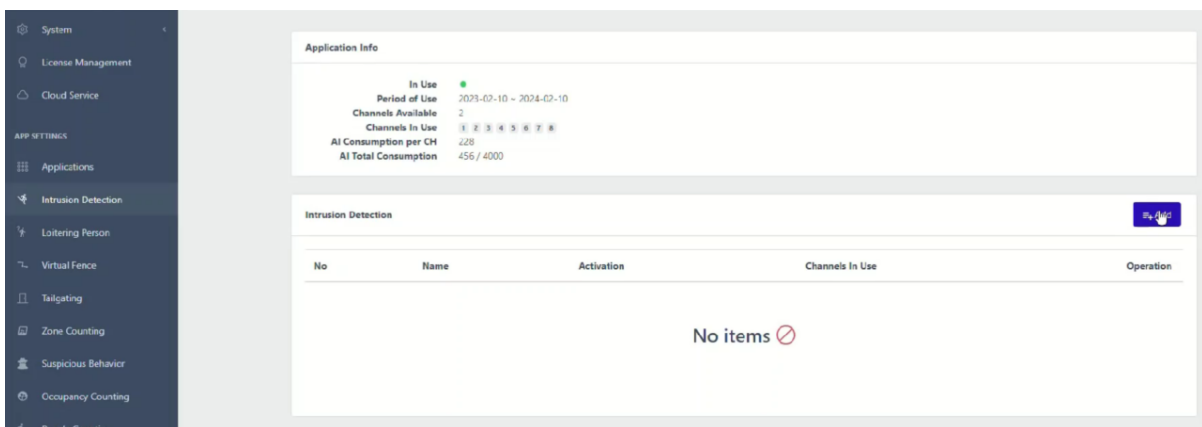 System
License Management
Cloud Service
APP SETTINGS
Applications
Intrusion Detection
Loitering Person
Virtual Fence
Tailgating
Zone Counting
Suspicious Behavior
Occupancy Counting
Application Info
In Use
Period of Use 2023-02-10 ~ 2024-02-10
Channels Available 2
Channels In Use 1 2 3 4 5 6 7 8
AI Consumption per CH 228
AI Total Consumption 456 / 4000
Intrusion Detection
Add
No Name Activation Channels In Use Operation
No items